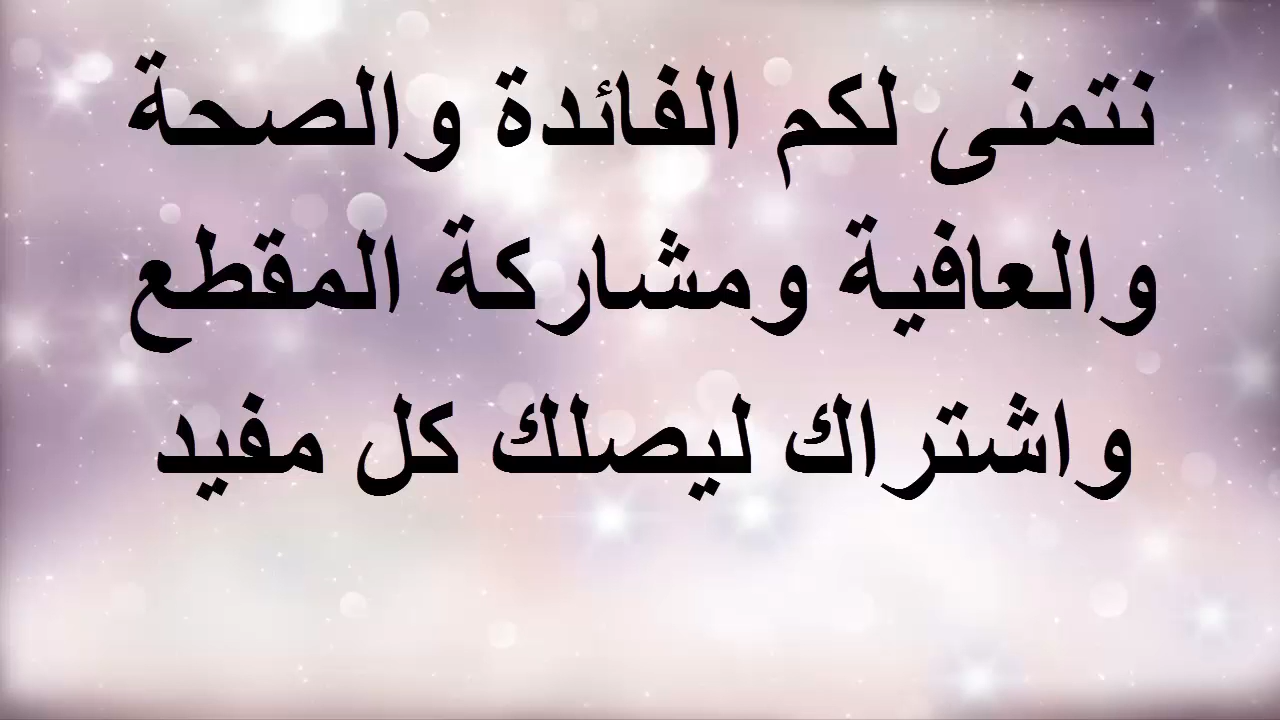 نتمنى لكم الفائدة والصحة
والعافية ومشاركة المقطع
واشتراك ليصلك كل مفيد